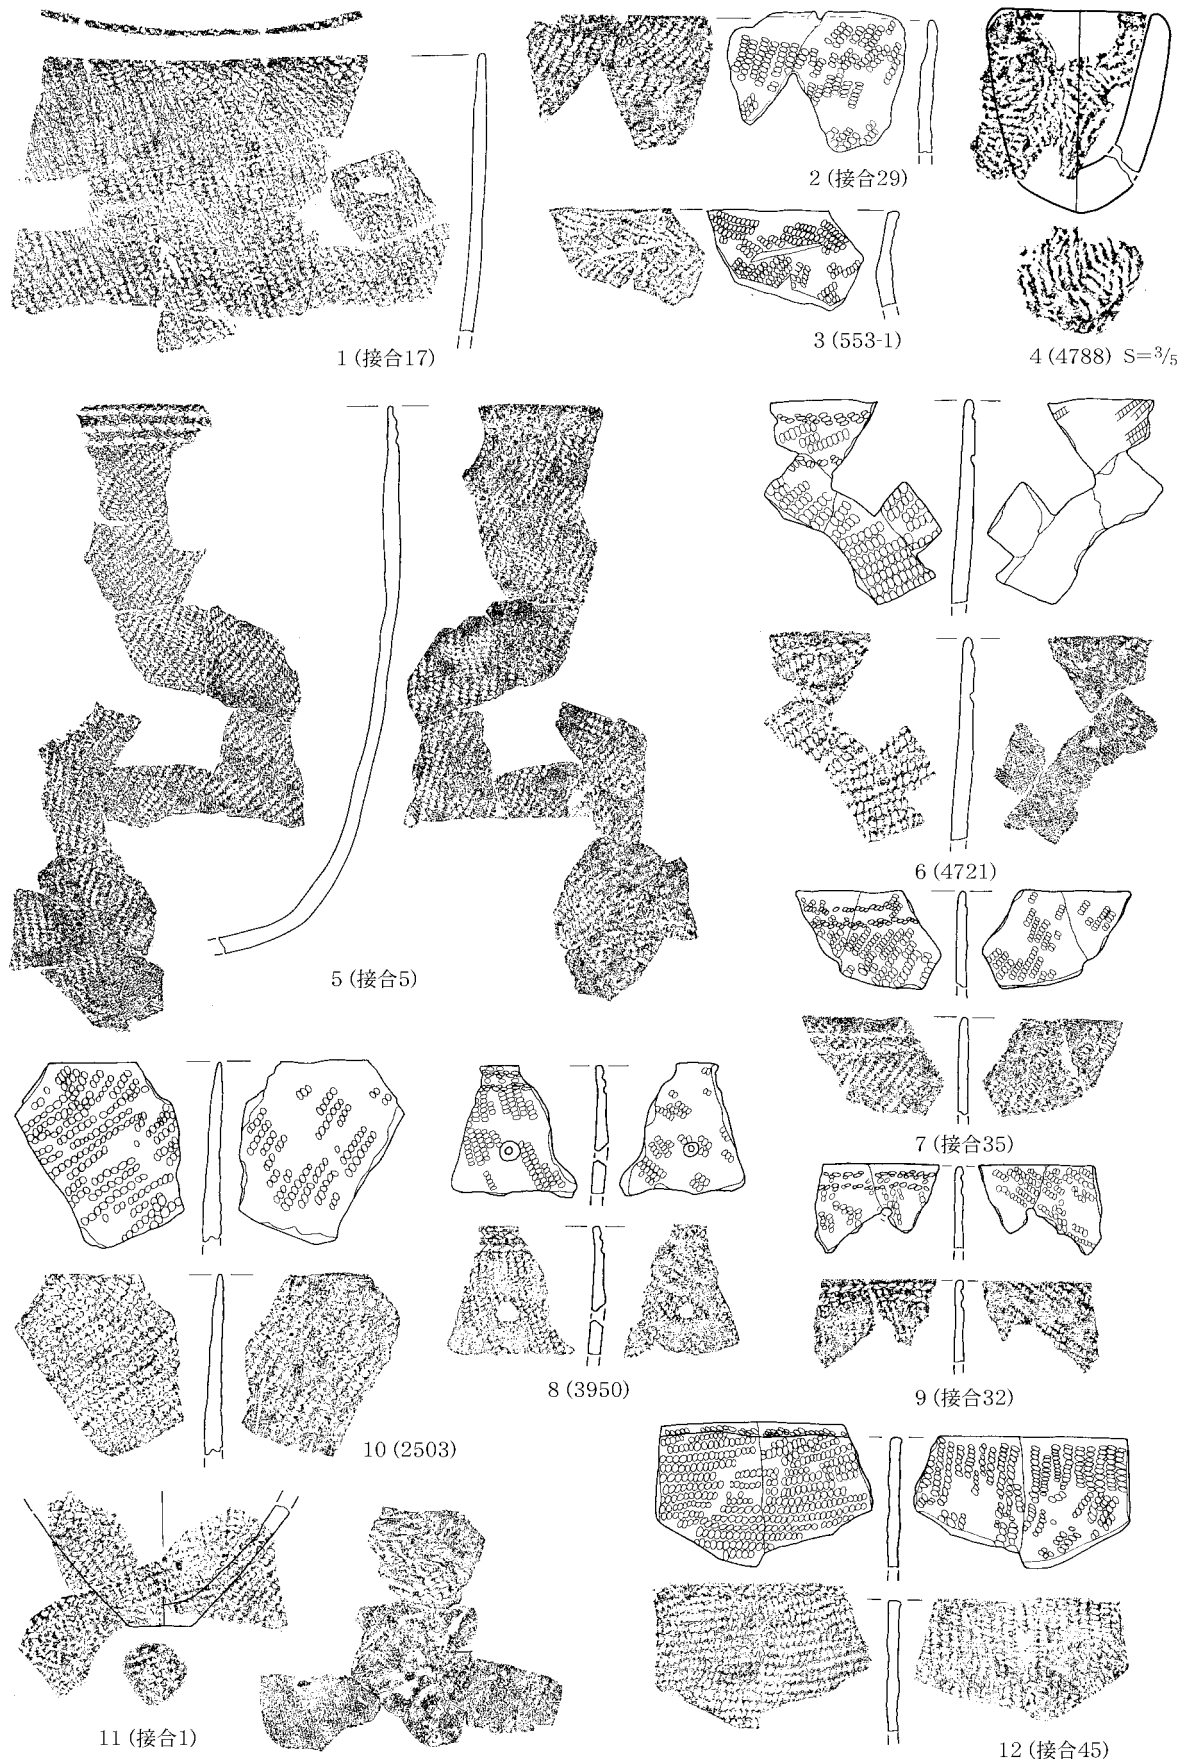 1 (接合17)
2 (接合29)
3 (553-1)
4 (4788) S=3/5
5 (接合5)
6 (4721)
7 (接合35)
8 (3950)
9 (接合32)
10 (2503)
11 (接合1)
12 (接合45)